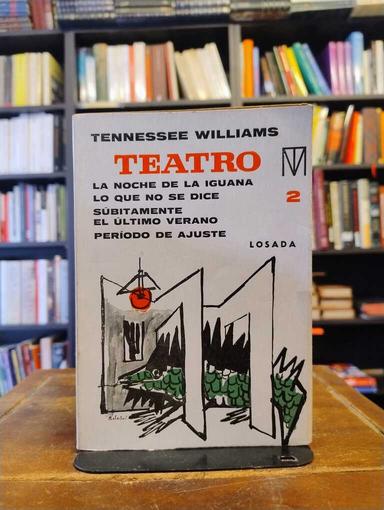 TENNESSEE WILLIAMS
TEATRO
LA NOCHE DE LA IGUANA
LO QUE NO SE DICE
SÚBITAMENTE
EL ÚLTIMO VERANO
PERÍODO DE AJUSTE
2
LOSADA